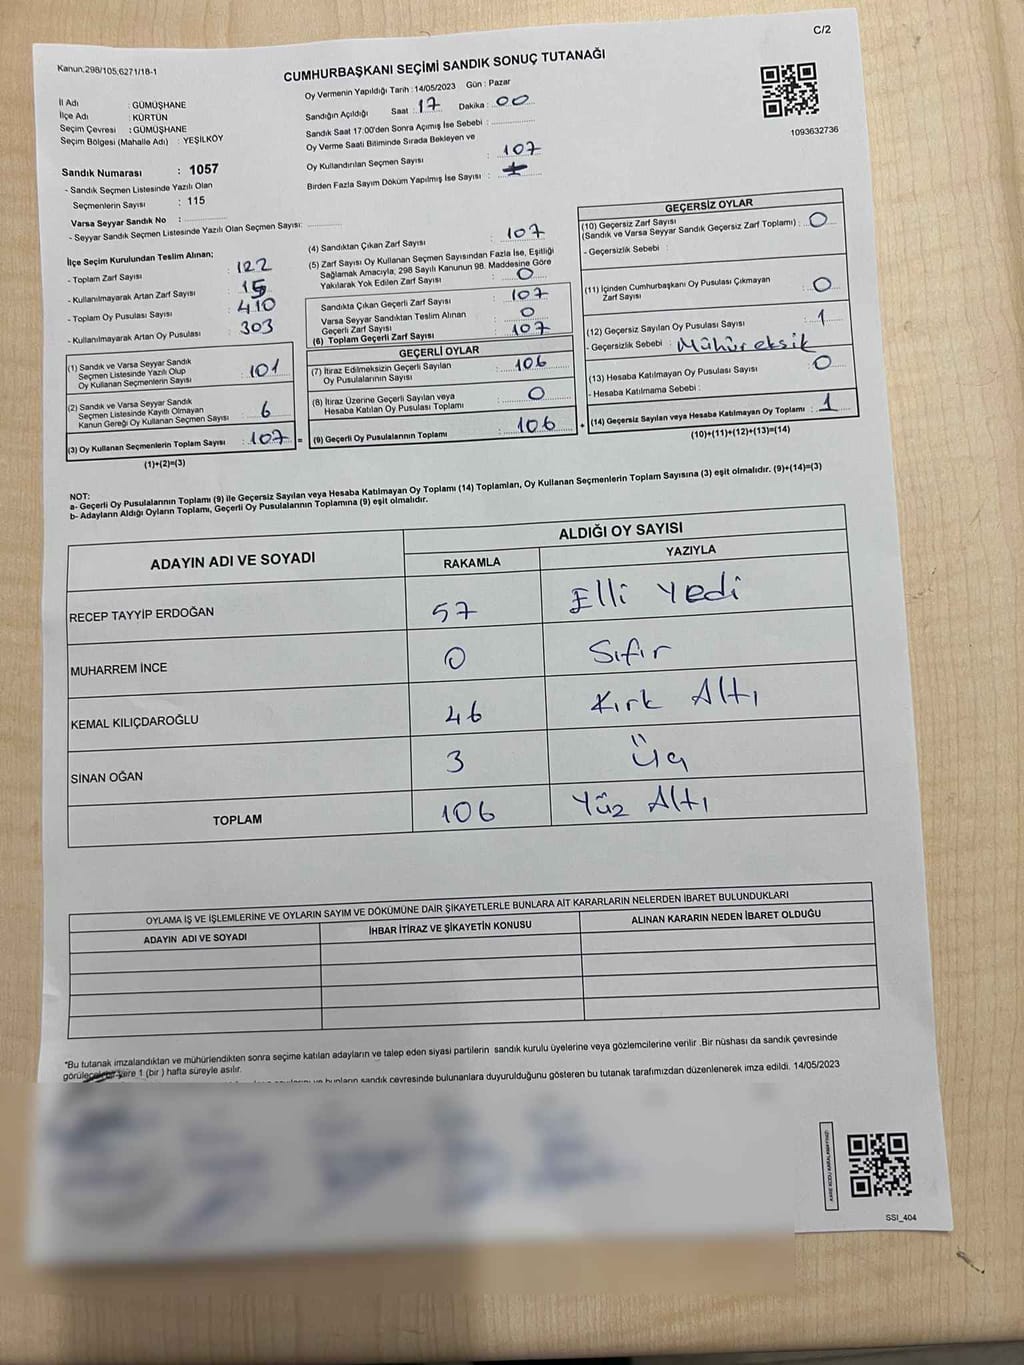 C/2
Kanun,298/105,6271/18-1
CUMHURBAŞKANI SEÇİMİ SANDIK SONUÇ TUTANAĞI
1093632736
İl Adı : GÜMÜŞHANE
İlçe Adı : KÜRTÜN
Seçim Çevresi : GÜMÜŞHANE
Seçim Bölgesi (Mahalle Adı) : YEŞİLKÖY
Sandık Numarası : 1057
- Sandık Seçmen Listesinde Yazılı Olan
Seçmenlerin Sayısı : 115
Varsa Seyyar Sandık No :
- Seyyar Sandık Seçmen Listesinde Yazılı Olan Seçmen Sayısı:
Oy Vermenin Yapıldığı Tarih :14/05/2023 Gün : Pazar
Sandığın Açıldığı Saat : 17 Dakika : 00
Sandık Saat 17:00'den Sonra Açımış İse Sebebi :
Oy Verme Saati Bitiminde Sırada Bekleyen ve
Oy Kullandırılan Seçmen Sayısı : 107
Birden Fazla Sayım Döküm Yapılmış İse Sayısı :
İlçe Seçim Kurulundan Teslim Alınan;
- Toplam Zarf Sayısı : 122
- Kullanılmayarak Artan Zarf Sayısı : 15
- Toplam Oy Pusulası Sayısı : 410
- Kullanılmayarak Artan Oy Pusulası : 303
(1) Sandık ve Varsa Seyyar Sandık
Seçmen Listesinde Yazılı Olup
Oy Kullanan Seçmenlerin Sayısı : 101
(2) Sandık ve Varsa Seyyar Sandık
Seçmen Listesinde Kayıtlı Olmayan
Kanun Gereği Oy Kullanan Seçmen Sayısı : 6
(3) Oy Kullanan Seçmenlerin Toplam Sayısı : 107 =
(1)+(2)=(3)
(4) Sandıktan Çıkan Zarf Sayısı : 107
(5) Zarf Sayısı Oy Kullanan Seçmen Sayısından Fazla İse, Eşitliği
Sağlamak Amacıyla, 298 Sayılı Kanunun 98. Maddesine Göre
Yakılarak Yok Edilen Zarf Sayısı : 0
Sandıkta Çıkan Geçerli Zarf Sayısı : 107
Varsa Seyyar Sandıktan Teslim Alınan
Geçerli Zarf Sayısı : 0
(6) Toplam Geçerli Zarf Sayısı : 107
GEÇERLİ OYLAR
(7) İtiraz Edilmeksizin Geçerli Sayılan
Oy Pusulalarının Sayısı : 106
(8) İtiraz Üzerine Geçerli Sayılan veya
Hesaba Katılan Oy Pusulası Toplamı : 0
(9) Geçerli Oy Pusulalarının Toplamı : 106 +
GEÇERSİZ OYLAR
(10) Geçersiz Zarf Sayısı
(Sandık ve Varsa Seyyar Sandık Geçersiz Zarf Toplamı) : 0
- Geçersizlik Sebebi :
(11) İçinden Cumhurbaşkanı Oy Pusulası Çıkmayan
Zarf Sayısı : 0
(12) Geçersiz Sayılan Oy Pusulası Sayısı : 1
- Geçersizlik Sebebi : Mühür eksik
(13) Hesaba Katılmayan Oy Pusulası Sayısı : 0
- Hesaba Katılmama Sebebi :
(14) Geçersiz Sayılan veya Hesaba Katılmayan Oy Toplamı : 1
(10)+(11)+(12)+(13)=(14)
NOT:
a- Geçerli Oy Pusulalarının Toplamı (9) ile Geçersiz Sayılan veya Hesaba Katılmayan Oy Toplamı (14) Toplamları, Oy Kullanan Seçmenlerin Toplam Sayısına (3) eşit olmalıdır. (9)+(14)=(3)
b- Adayların Aldığı Oyların Toplamı, Geçerli Oy Pusulalarının Toplamına (9) eşit olmalıdır.
ADAYIN ADI VE SOYADI
ALDIĞI OY SAYISI
RAKAMLA YAZIYLA
RECEP TAYYİP ERDOĞAN 57 Elli Yedi
MUHARREM İNCE 0 Sıfır
KEMAL KILIÇDAROĞLU 46 Kırk Altı
SİNAN OĞAN 3 Üç
TOPLAM 106 Yüz Altı
OYLAMA İŞ VE İŞLEMLERİNE VE OYLARIN SAYIM VE DÖKÜMÜNE DAİR ŞİKAYETLERLE BUNLARA AİT KARARLARIN NELERDEN İBARET BULUNDUKLARI
ADAYIN ADI VE SOYADI İHBAR İTİRAZ VE ŞİKAYETİN KONUSU ALINAN KARARIN NEDEN İBARET OLDUĞU
"Bu tutanak imzalandıktan ve mühürlendikten sonra seçime katılan adayların ve talep eden siyasi partilerin sandık kurulu üyelerine veya gözlemcilerine verilir .Bir nüshası da sandık çevresinde
görülecek bir yere 1 (bir ) hafta süreyle asılır.
ve bunların sandık çevresinde bulunanlara duyurulduğunu gösteren bu tutanak tarafımızdan düzenlenerek imza edildi. 14/05/2023
SSI_404